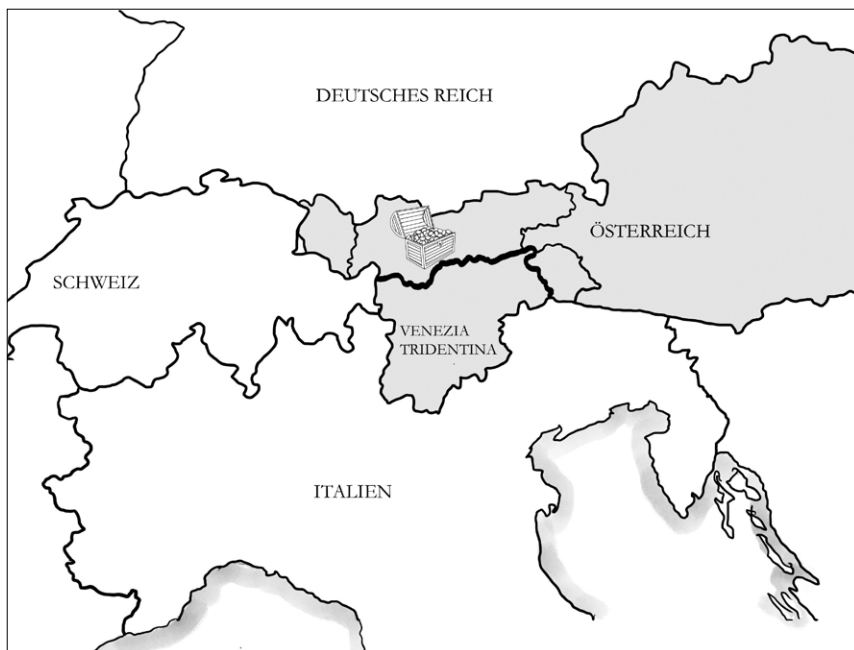 DEUTSCHES REICH
ÖSTERREICH
SCHWEIZ
VENEZIA
TRIDENTINA
ITALIEN